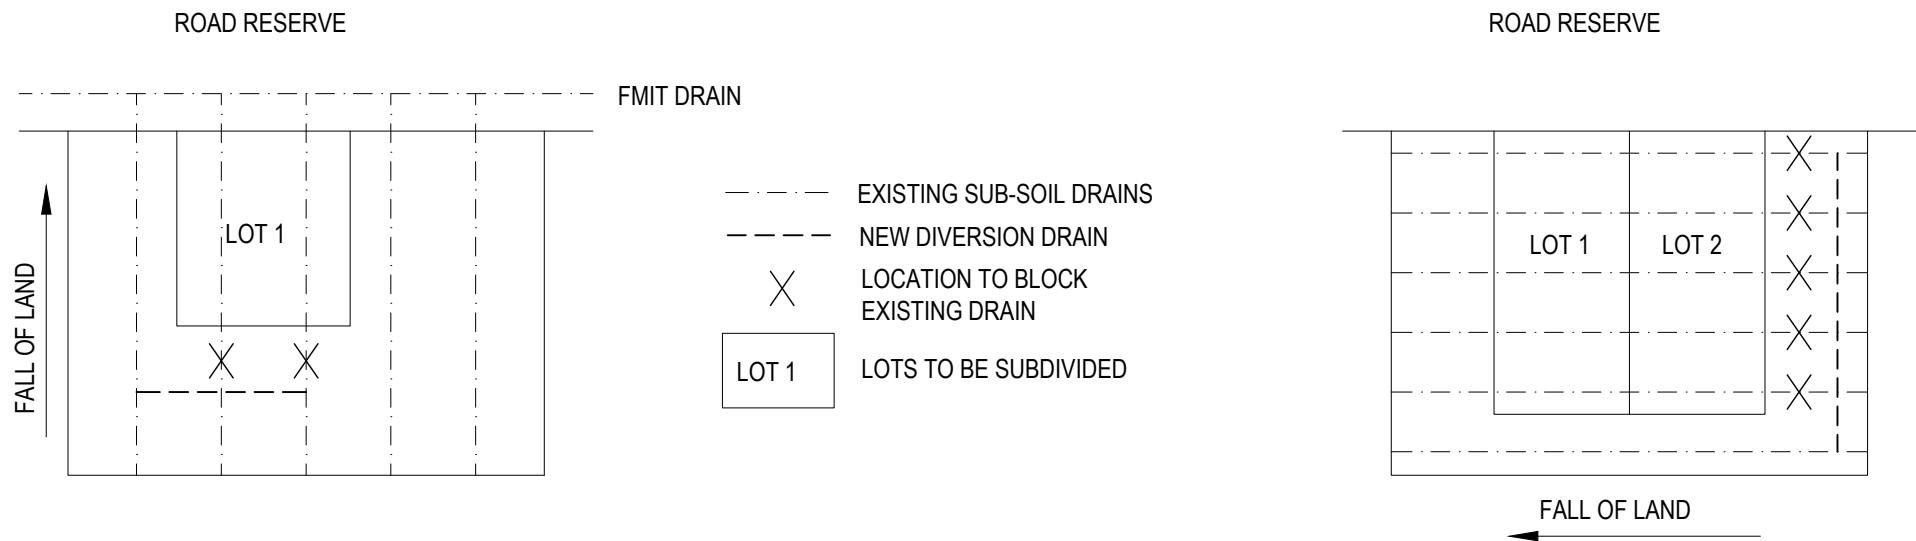 ROAD RESERVE
FMIT DRAIN
LOT 1
FALL OF LAND
EXISTING SUB-SOIL DRAINS
NEW DIVERSION DRAIN
LOCATION TO BLOCK
EXISTING DRAIN
LOT 1
LOTS TO BE SUBDIVIDED
ROAD RESERVE
LOT 1
LOT 2
FALL OF LAND